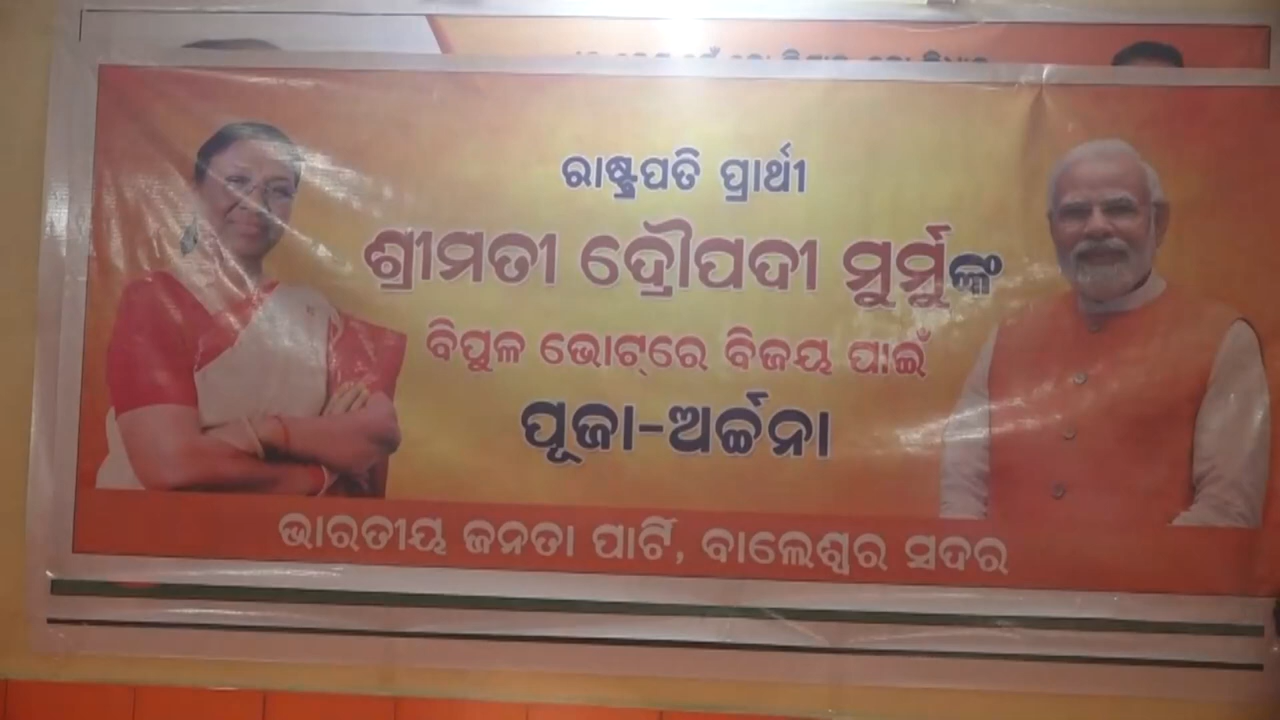 ରାଷ୍ଟ୍ରପତି ପ୍ରାର୍ଥୀ
ଶ୍ରୀମତୀ ଦ୍ରୌପଦୀ ମୁର୍ମୁଙ୍କ
ବିପୁଳ ଭୋଟ୍‌ରେ ବିଜୟ ପାଇଁ
ପୂଜା-ଅର୍ଚ୍ଚନା
ଭାରତୀୟ ଜନତା ପାର୍ଟି, ବାଲେଶ୍ୱର ସଦର